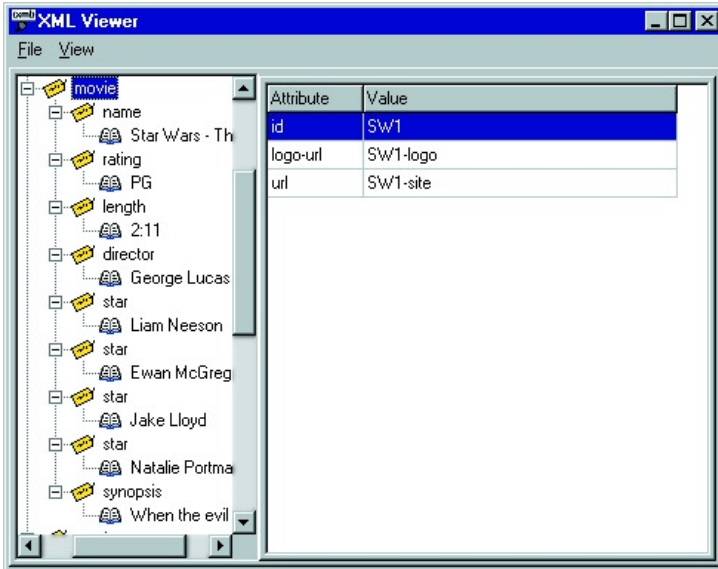 XML Viewer
File View
movie
name
Star Wars - Th
rating
PG
length
2:11
director
George Lucas
star
Liam Neeson
star
Ewan McGreg
star
Jake Lloyd
star
Natalie Portma
synopsis
When the evil
Attribute Value
id SW1
logo-url SW1-logo
url SW1-site